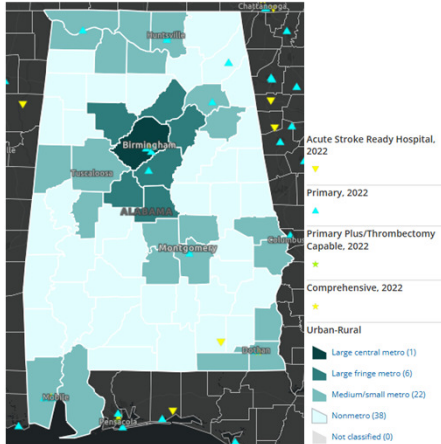 Chattanooga
Huntsville
Birmingham
Tuscaloosa
ALABAMA
Montgomery
Columbus
Dothan
Mobile
Pensacola
Acute Stroke Ready Hospital,
2022
Primary, 2022
Primary Plus/Thrombectomy
Capable, 2022
Comprehensive, 2022
Urban-Rural
Large central metro (1)
Large fringe metro (6)
Medium/small metro (22)
Nonmetro (38)
Not classified (0)